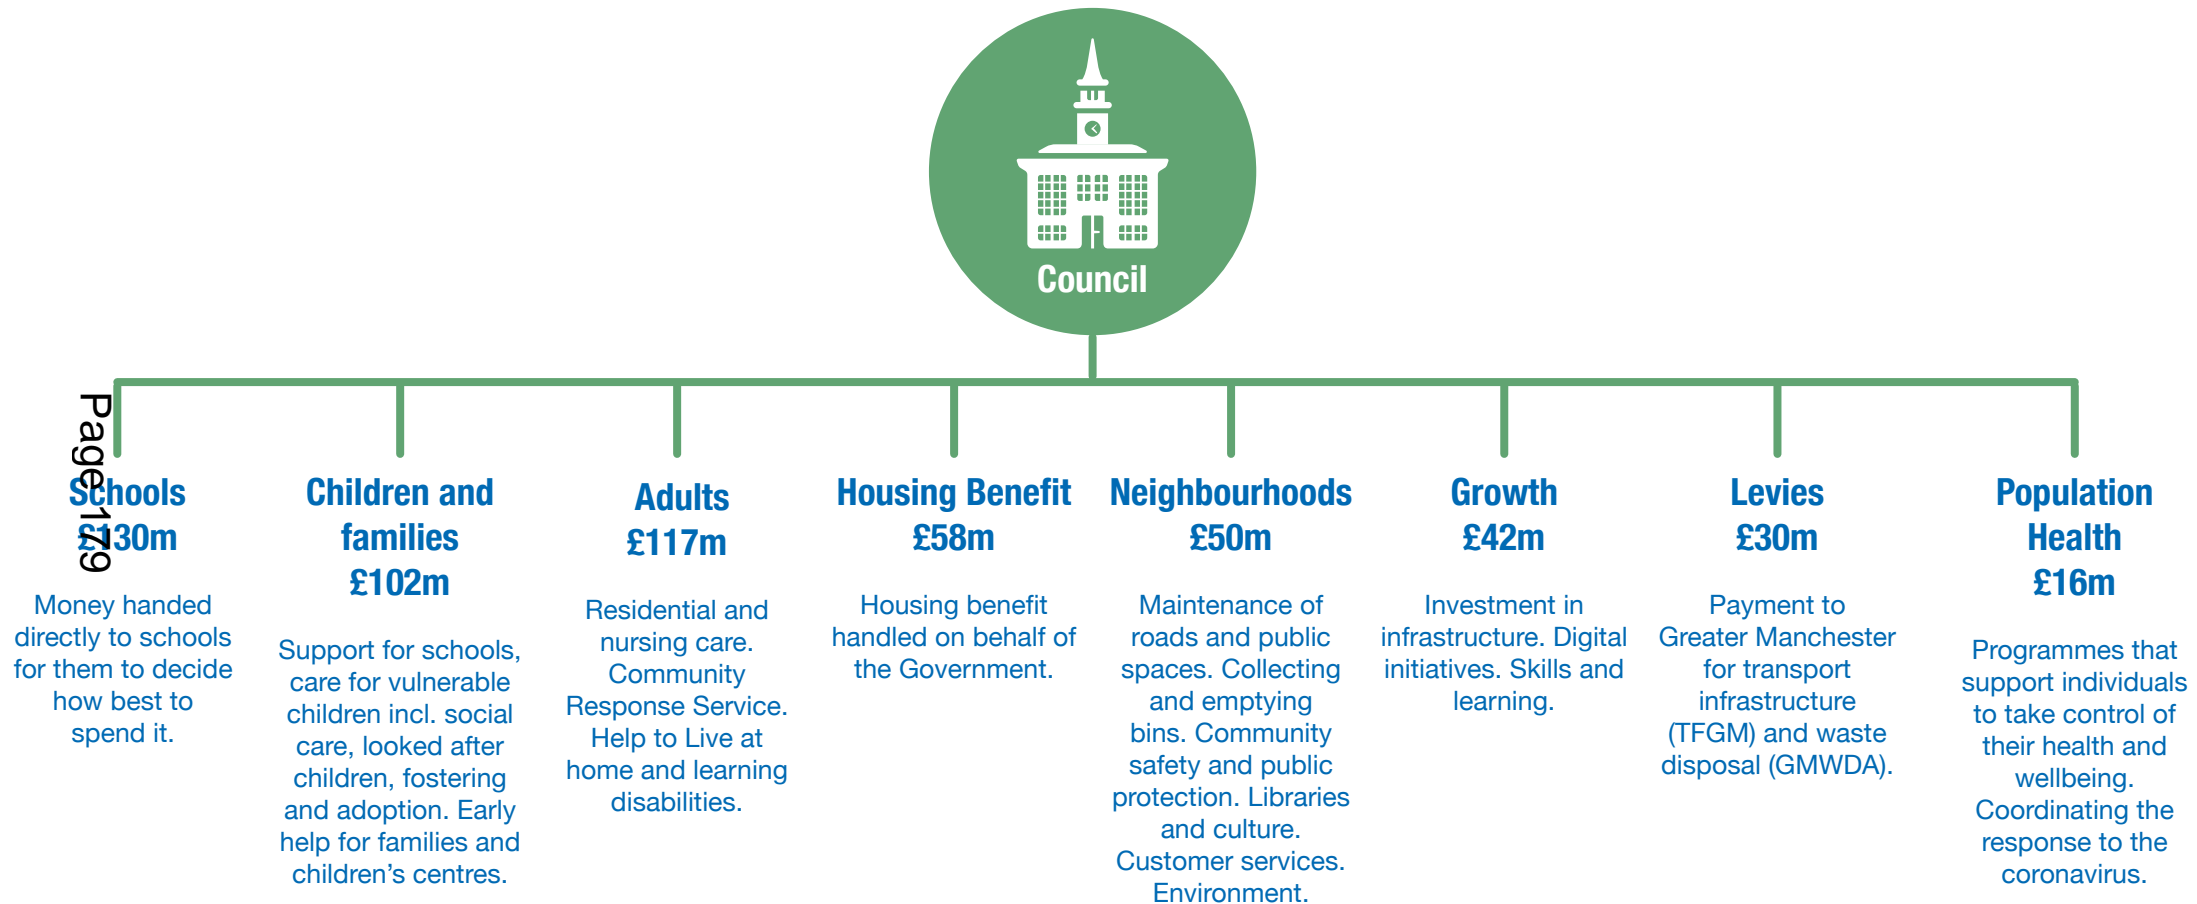 Council
Page 179
Schools
£130m
Money handed
directly to schools
for them to decide
how best to
spend it.
Children and
families
£102m
Support for schools,
care for vulnerable
children incl. social
care, looked after
children, fostering
and adoption. Early
help for families and
children’s centres.
Adults
£117m
Residential and
nursing care.
Community
Response Service.
Help to Live at
home and learning
disabilities.
Housing Benefit
£58m
Housing benefit
handled on behalf of
the Government.
Neighbourhoods
£50m
Maintenance of
roads and public
spaces. Collecting
and emptying
bins. Community
safety and public
protection. Libraries
and culture.
Customer services.
Environment.
Growth
£42m
Investment in
infrastructure. Digital
initiatives. Skills and
learning.
Levies
£30m
Payment to
Greater Manchester
for transport
infrastructure
(TFGM) and waste
disposal (GMWDA).
Population
Health
£16m
Programmes that
support individuals
to take control of
their health and
wellbeing.
Coordinating the
response to the
coronavirus.